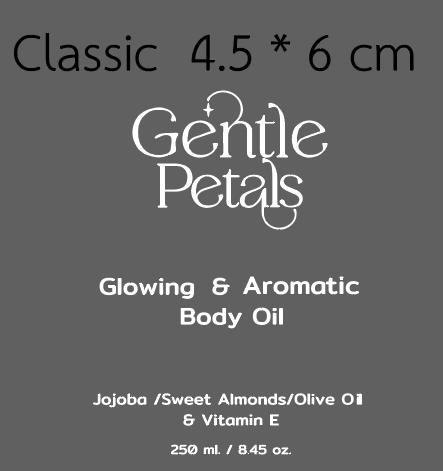 Classic 4.5 * 6 cm
Gentle
Petals
Glowing & Aromatic
Body Oil
Jojoba /Sweet Almonds/Olive Oil
& Vitamin E
250 ml. / 8.45 oz.